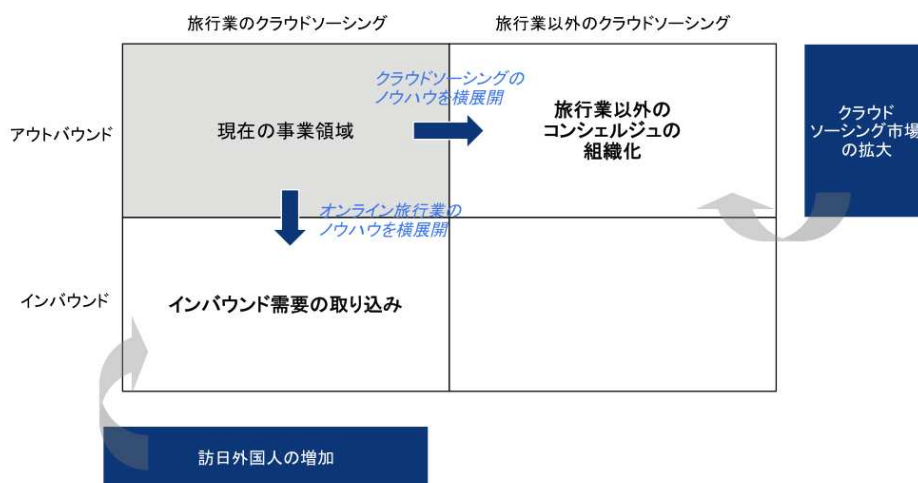 旅行業のクラウドソーシング
旅行業以外のクラウドソーシング
アウトバウンド
現在の事業領域
クラウドソーシングの
ノウハウを横展開
旅行業以外の
コンシェルジュの
組織化
クラウド
ソーシング市場
の拡大
オンライン旅行業の
ノウハウを横展開
インバウンド
インバウンド需要の取り込み
訪日外国人の増加